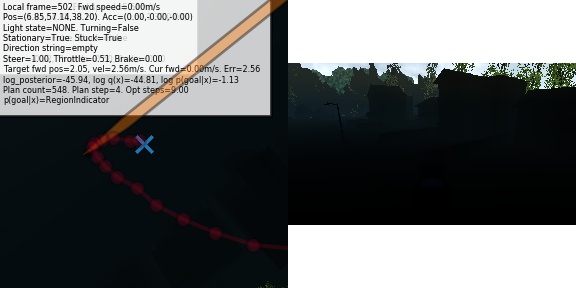 Local frame=502. Fwd speed=0.00m/s
Pos=(6.85,57.14,38.20). Acc=(0.00,-0.00,-0.00)
Light state=NONE. Turning=False
Stationary=True. Stuck=True
Direction string=empty
Steer=1.00, Throttle=0.51, Brake=0.00
Target fwd pos=2.05, vel=2.56m/s. Cur fwd=0.00m/s. Err=2.56
log_posterior=-45.94, log q(x)=-44.81, log p(goal|x)=-1.13
Plan count=548. Plan step=4. Opt steps=9.00
p(goal|x)=RegionIndicator